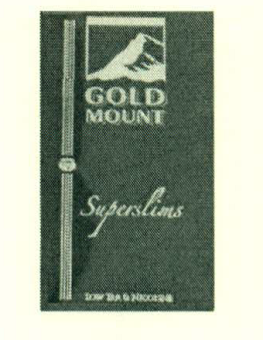 GOLD
MOUNT
Superslims
LOW TAR & NICOTINE